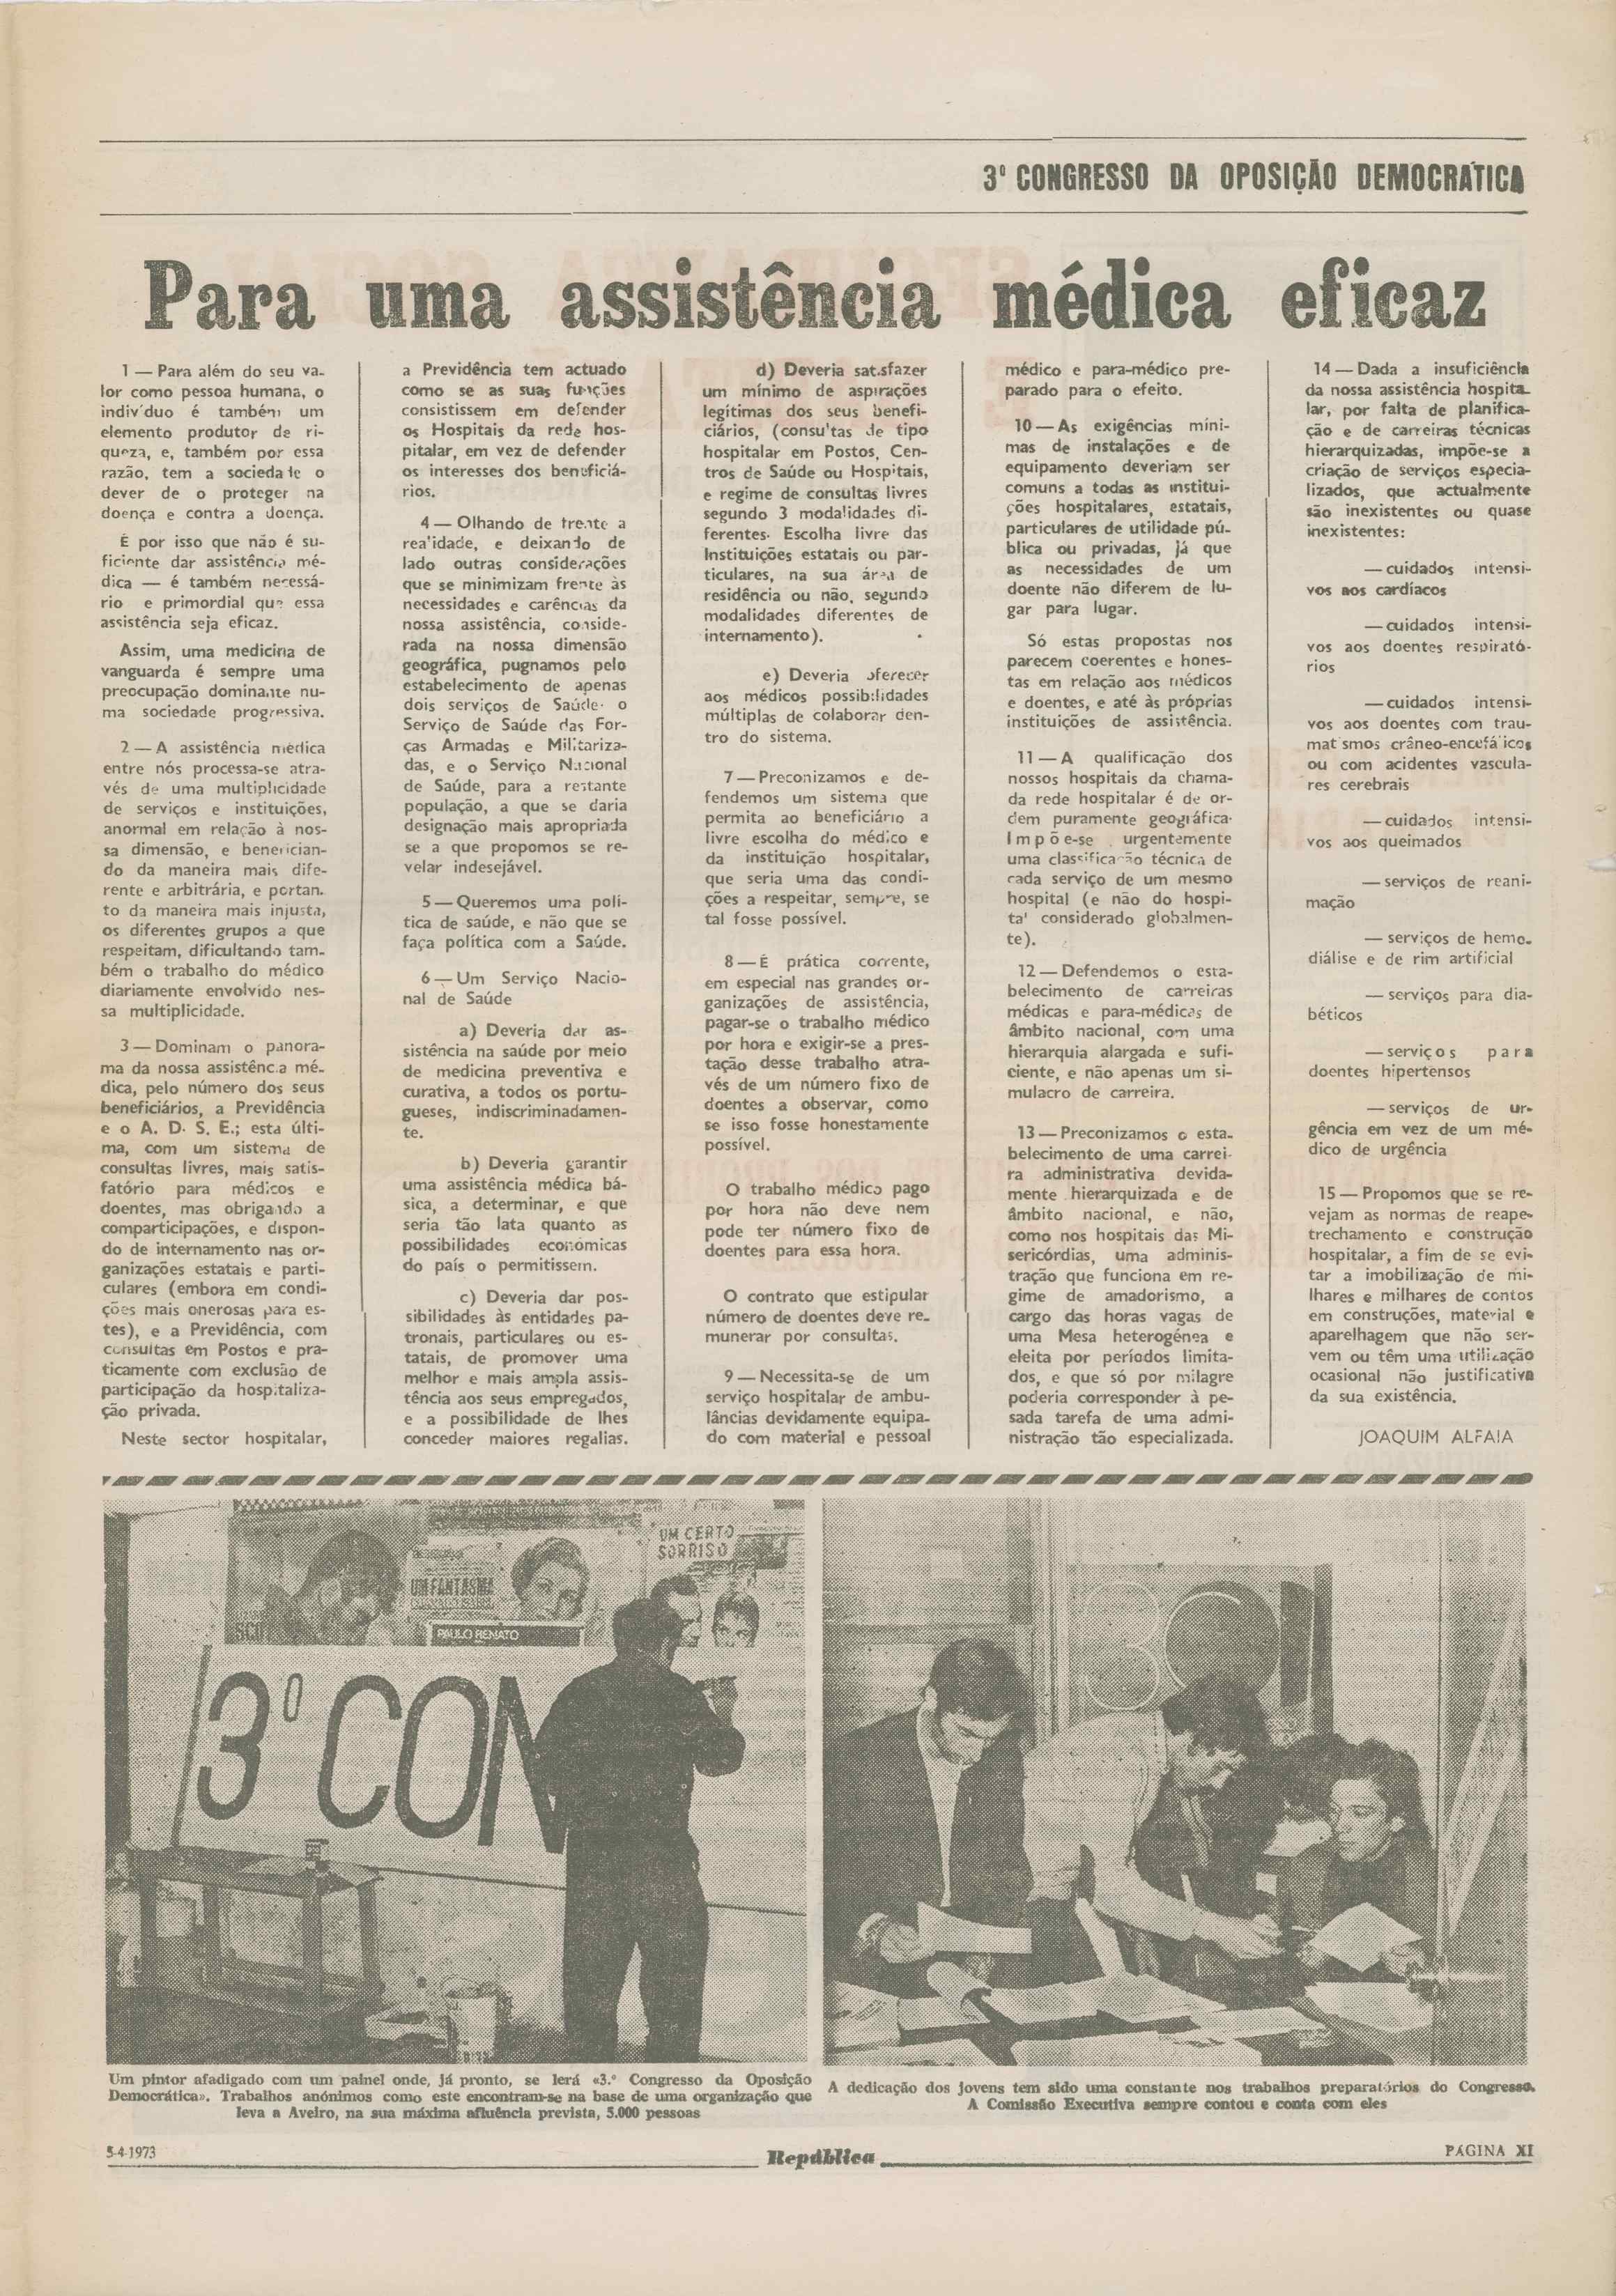 3º CONGRESSO DA OPOSIÇÃO DEMOCRÁTICA
Para uma assistência médica eficaz
1 — Para além do seu va-
lor como pessoa humana, o
indivíduo é também um
elemento produtor de ri-
queza, e, também por essa
razão, tem a sociedade o
dever de o proteger na
doença e contra a doença.
É por isso que não é su-
ficiente dar assistência mé-
dica — é também necessá-
rio e primordial que essa
assistência seja eficaz.
Assim, uma medicina de
vanguarda é sempre uma
preocupação dominante nu-
ma sociedade progressiva.
2 — A assistência médica
entre nós processa-se atra-
vés de uma multiplicidade
de serviços e instituições,
anormal em relação à nos-
sa dimensão, e benerician-
do da maneira mais dife-
rente e arbitrária, e portan-
to da maneira mais injusta,
os diferentes grupos a que
respeitam, dificultando tam-
bém o trabalho do médico
diariamente envolvido nes-
sa multiplicidade.
3 — Dominam o panora-
ma da nossa assistência mé-
dica, pelo número dos seus
beneficiários, a Previdência
e o A. D. S. E.; esta últi-
ma, com um sistema de
consultas livres, mais satis-
fatório para médicos e
doentes, mas obrigando a
comparticipações, e dispon-
do de internamento nas or-
ganizações estatais e parti-
culares (embora em condi-
ções mais onerosas para es-
tes), e a Previdência, com
consultas em Postos e pra-
ticamente com exclusão de
participação da hospitaliza-
ção privada.
Neste sector hospitalar,
a Previdência tem actuado
como se as suas funções
consistissem em defender
os Hospitais da rede hos-
pitalar, em vez de defender
os interesses dos beneficiá-
rios.
4 — Olhando de frente a
rea'idade, e deixando de
lado outras considerações
que se minimizam frente às
necessidades e carências da
nossa assistência, conside-
rada na nossa dimensão
geográfica, pugnamos pelo
estabelecimento de apenas
dois serviços de Saúde: o
Serviço de Saúde das For-
ças Armadas e Militariza-
das, e o Serviço Nacional
de Saúde, para a restante
população, a que se daria
designação mais apropriada
se a que propomos se re-
velar indesejável.
5 — Queremos uma polí-
tica de saúde, e não que se
faça política com a Saúde.
6 — Um Serviço Nacio-
nal de Saúde
a) Deveria dar as-
sistência na saúde por meio
de medicina preventiva e
curativa, a todos os portu-
gueses, indiscriminadamen-
te.
b) Deveria garantir
uma assistência médica bá-
sica, a determinar, e que
seria tão lata quanto as
possibilidades económicas
do país o permitissem.
c) Deveria dar pos-
sibilidades às entidades pa-
tronais, particulares ou es-
tatais, de promover uma
melhor e mais ampla assis-
tência aos seus empregados,
e a possibilidade de lhes
conceder maiores regalias.
d) Deveria satisfazer
um mínimo de aspirações
legítimas dos seus benefi-
ciários, (consu'tas de tipo
hospitalar em Postos, Cen-
tros de Saúde ou Hospitais,
e regime de consultas livres
segundo 3 modalidades di-
ferentes. Escolha livre das
Instituições estatais ou par-
ticulares, na sua área de
residência ou não, segundo
modalidades diferentes de
internamento).
e) Deveria oferecer
aos médicos possibilidades
múltiplas de colaborar den-
tro do sistema.
7 — Preconizamos e de-
fendemos um sistema que
permita ao beneficiário a
livre escolha do médico e
da instituição hospitalar,
que seria uma das condi-
ções a respeitar, sempre, se
tal fosse possível.
8 — É prática corrente,
em especial nas grandes or-
ganizações de assistência,
pagar-se o trabalho médico
por hora e exigir-se a pres-
tação desse trabalho atra-
vés de um número fixo de
doentes a observar, como
se isso fosse honestamente
possível.
O trabalho médico pago
por hora não deve nem
pode ter número fixo de
doentes para essa hora.
O contrato que estipular
número de doentes deve re-
munerar por consultas.
9 — Necessita-se de um
serviço hospitalar de ambu-
lâncias devidamente equipa-
do com material e pessoal
médico e para-médico pre-
parado para o efeito.
10 — As exigências míni-
mas de instalações e de
equipamento deveriam ser
comuns a todas as institui-
ções hospitalares, estatais,
particulares de utilidade pú-
blica ou privadas, já que
as necessidades de um
doente não diferem de lu-
gar para lugar.
Só estas propostas nos
parecem coerentes e hones-
tas em relação aos médicos
e doentes, e até às próprias
instituições de assistência.
11 — A qualificação dos
nossos hospitais da chama-
da rede hospitalar é de or-
dem puramente geográfica.
Impõe-se urgentemente
uma classificação técnica de
cada serviço de um mesmo
hospital (e não do hospi-
ta' considerado globalmen-
te).
12 — Defendemos o esta-
belecimento de carreiras
médicas e para-médicas de
âmbito nacional, com uma
hierarquia alargada e sufi-
ciente, e não apenas um si-
mulacro de carreira.
13 — Preconizamos o esta-
belecimento de uma carrei-
ra administrativa devida-
mente hierarquizada e de
âmbito nacional, e não,
como nos hospitais das Mi-
sericórdias, uma adminis-
tração que funciona em re-
gime de amadorismo, a
cargo das horas vagas de
uma Mesa heterogénea e
eleita por períodos limita-
dos, e que só por milagre
poderia corresponder à pe-
sada tarefa de uma admi-
nistração tão especializada.
14 — Dada a insuficiência
da nossa assistência hospita-
lar, por falta de planifica-
ção e de carreiras técnicas
hierarquizadas, impõe-se a
criação de serviços especia-
lizados, que actualmente
são inexistentes ou quase
inexistentes:
— cuidados intensi-
vos aos cardíacos
— cuidados intensi-
vos aos doentes respirató-
rios
— cuidados intensi-
vos aos doentes com trau-
matismos crâneo-encefálicos
ou com acidentes vascula-
res cerebrais
— cuidados intensi-
vos aos queimados
— serviços de reani-
mação
— serviços de hemo-
diálise e de rim artificial
— serviços para dia-
béticos
— serviços para
doentes hipertensos
— serviços de ur-
gência em vez de um mé-
dico de urgência
15 — Propomos que se re-
vejam as normas de reape-
trechamento e construção
hospitalar, a fim de se evi-
tar a imobilização de mi-
lhares e milhares de contos
em construções, material e
aparelhagem que não ser-
vem ou têm uma utilização
ocasional não justificativa
da sua existência.
JOAQUIM ALFAIA
UM CERTO
SORRISO
UM FANTASMA
CHAMADO ISABEL
PAULO RENATO
3º CON
Um pintor afadigado com um painel onde, já pronto, se lerá «3.º Congresso da Oposição
Democrática». Trabalhos anónimos como este encontram-se na base de uma organização que
leva a Aveiro, na sua máxima afluência prevista, 5.000 pessoas
A dedicação dos jovens tem sido uma constante nos trabalhos preparatórios do Congresso.
A Comissão Executiva sempre contou e conta com eles
5-4-1973
República
PÁGINA XI